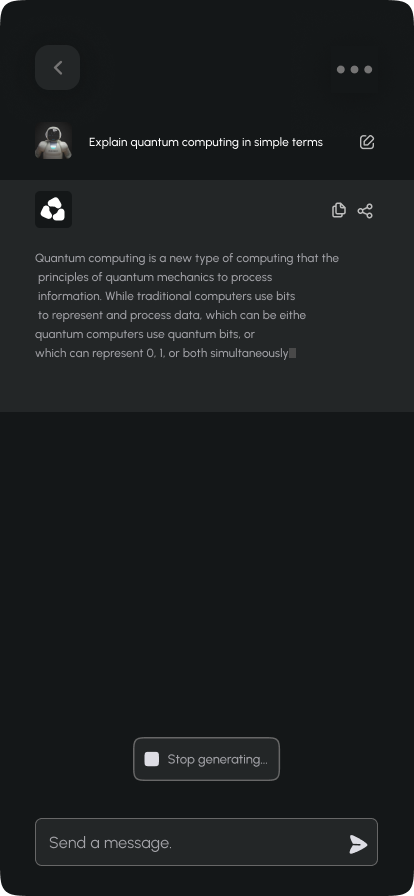 Explain quantum computing in simple terms
Quantum computing is a new type of computing that the
principles of quantum mechanics to process
information. While traditional computers use bits
to represent and process data, which can be eithe
quantum computers use quantum bits, or
which can represent 0, 1, or both simultaneously
Stop generating...
Send a message.